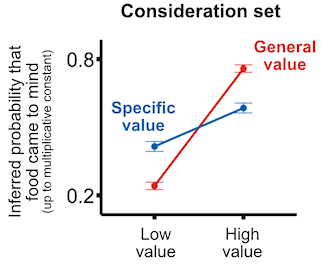 Consideration set
Inferred probability that
food came to mind
(up to multiplicative constant)
0.8
0.2
General
value
Specific
value
Low
value
High
value